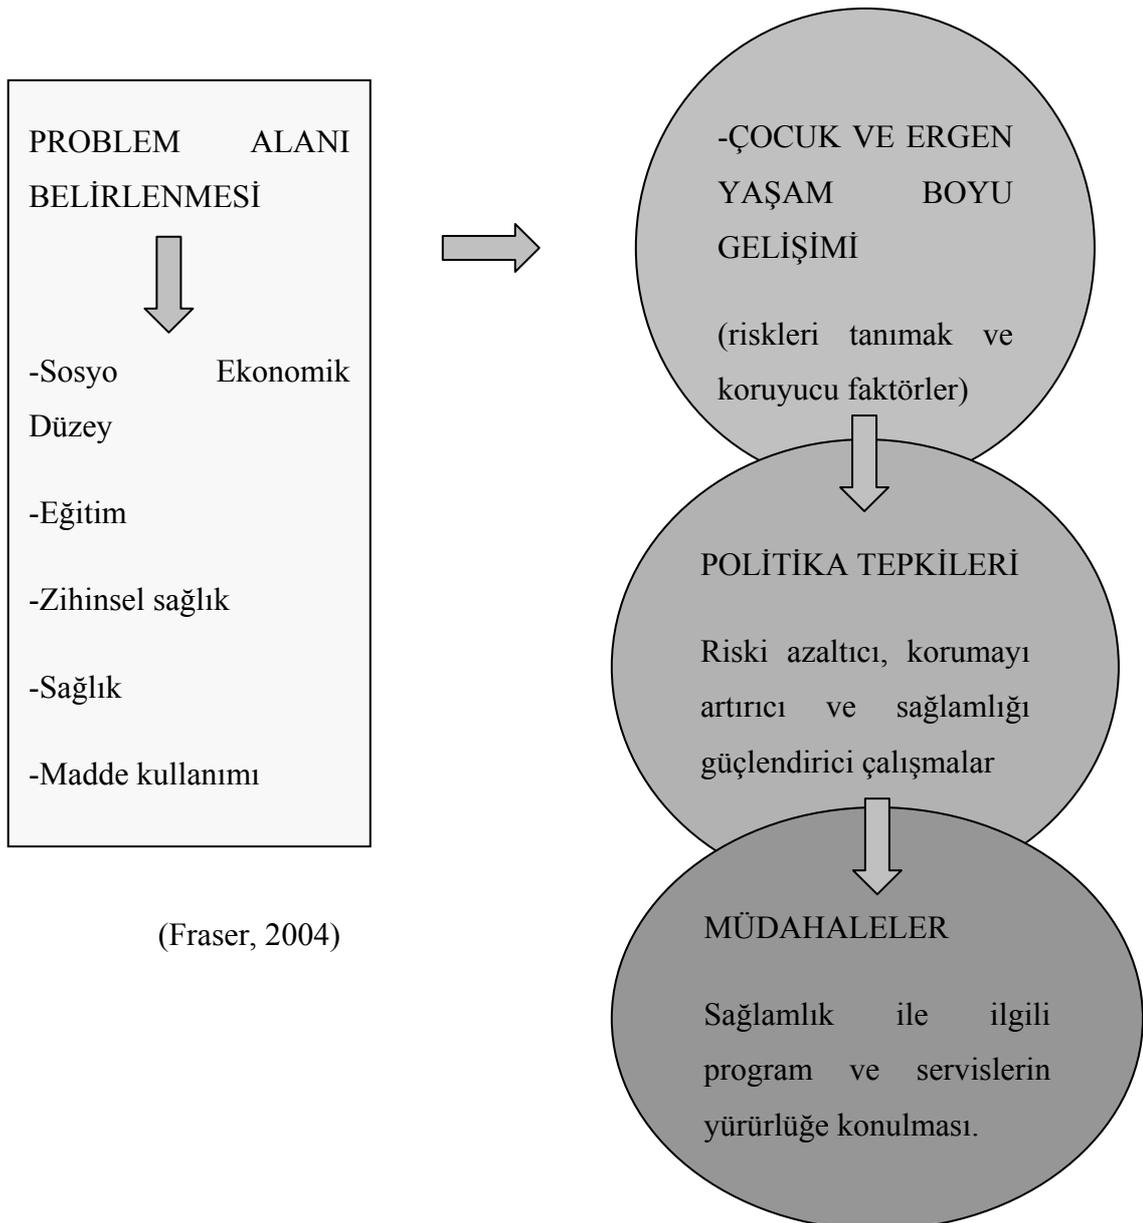 PROBLEM ALANI
BELİRLENMESİ
-Sosyo Ekonomik
Düzey
-Eğitim
-Zihinsel sağlık
-Sağlık
-Madde kullanımı
(Fraser, 2004)
-ÇOCUK VE ERGEN
YAŞAM BOYU
GELİŞİMİ
(riskleri tanımak ve
koruyucu faktörler)
POLİTİKA TEPKİLERİ
Riski azaltıcı, korumayı
artırıcı ve sağlamlığı
güçlendirici çalışmalar
MÜDAHALELER
Sağlamlık ile ilgili
program ve servislerin
yürürlüğe konulması.